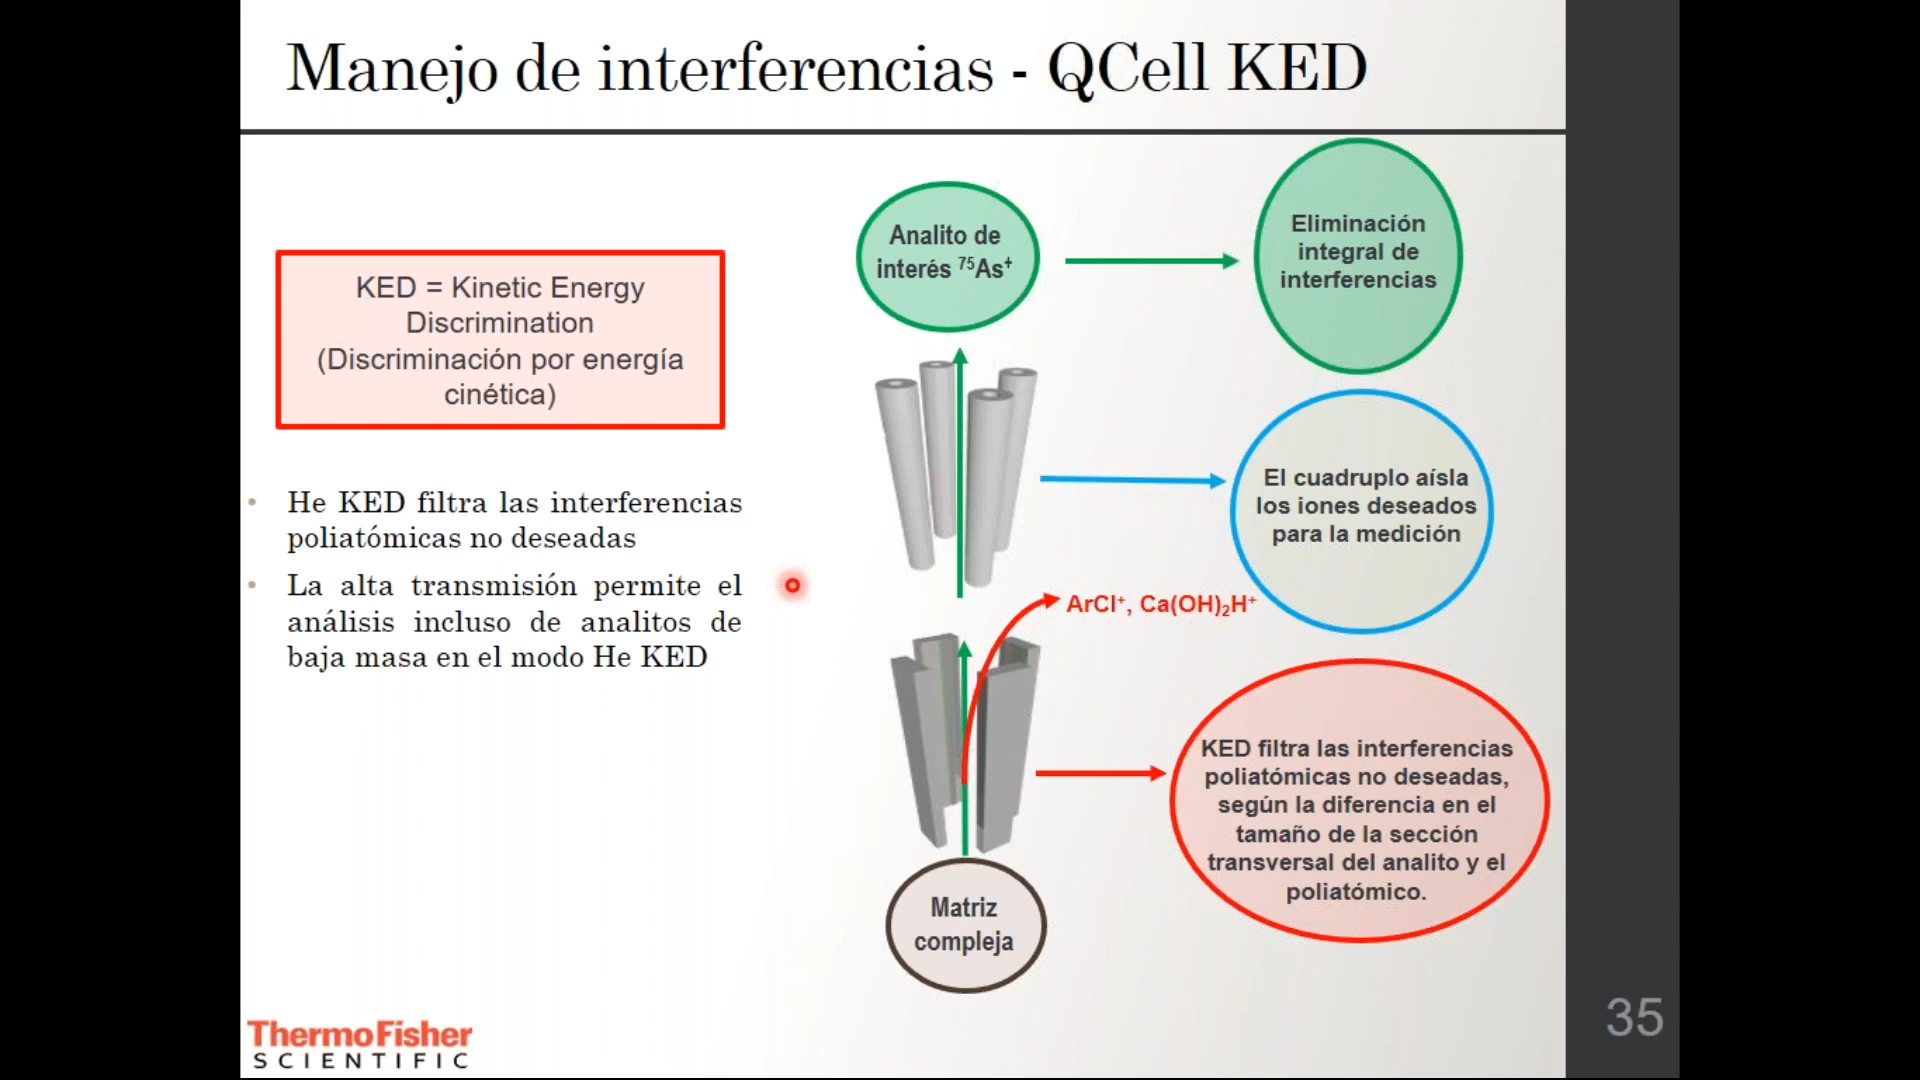 Manejo de interferencias - QCell KED
KED = Kinetic Energy
Discrimination
(Discriminación por energía
cinética)
• He KED filtra las interferencias
poliatómicas no deseadas
• La alta transmisión permite el
análisis incluso de analitos de
baja masa en el modo He KED
Analito de
interés ⁷⁵As⁺
Eliminación
integral de
interferencias
El cuadruplo aísla
los iones deseados
para la medición
ArCl⁺, Ca(OH)₂H⁺
KED filtra las interferencias
poliatómicas no deseadas,
según la diferencia en el
tamaño de la sección
transversal del analito y el
poliatómico.
Matriz
compleja
ThermoFisher
SCIENTIFIC
35